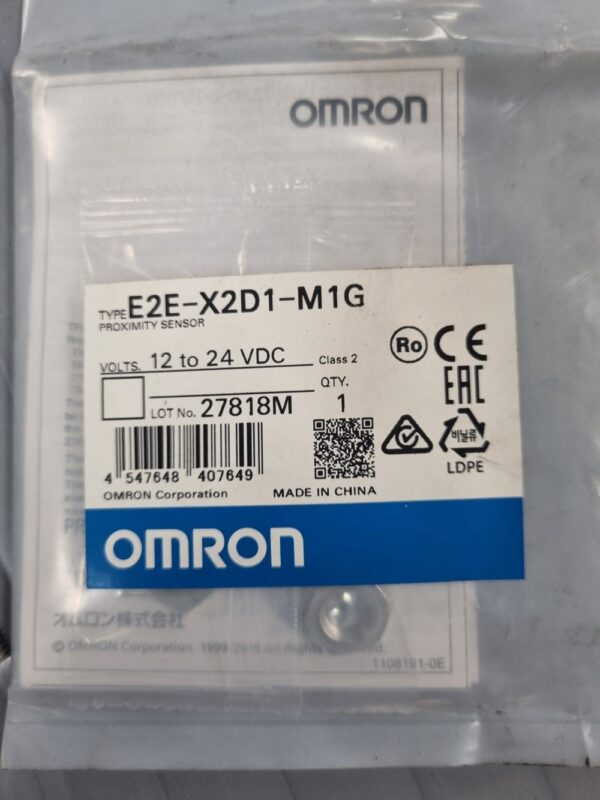 OMRON
TYPE E2E-X2D1-M1G
PROXIMITY SENSOR
VOLTS. 12 to 24 VDC Class 2
QTY.
LOT No. 27818M 1
Ro CE
EAC
비닐류
LDPE
4 547648 407649
OMRON Corporation MADE IN CHINA
OMRON
オムロン株式会社
© OMRON Corporation 1999-2018 All Rights Reserved.
1108191-0E